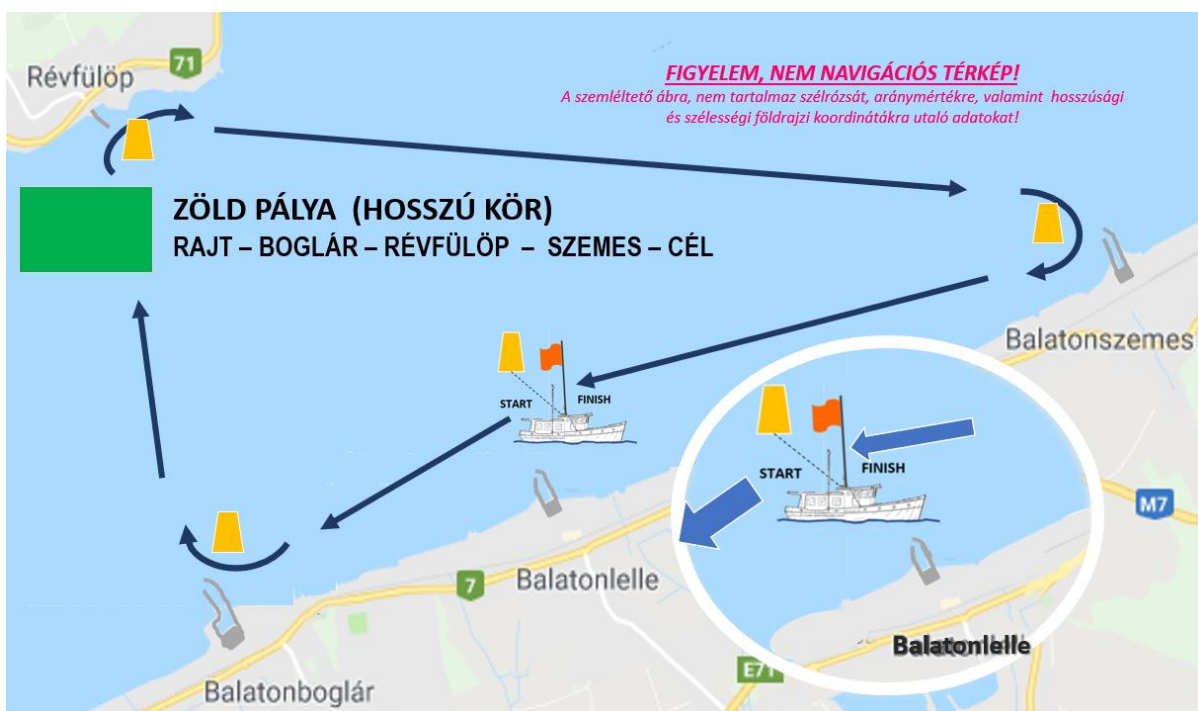 Révfülöp
71
FIGYELEM, NEM NAVIGÁCIÓS TÉRKÉP!
A szemléltető ábra, nem tartalmaz szélrózsát, aránymértékre, valamint hosszúsági
és szélességi földrajzi koordinátákra utaló adatokat!
ZÖLD PÁLYA (HOSSZÚ KÖR)
RAJT – BOGLÁR – RÉVFÜLÖP – SZEMES – CÉL
Balatonszemes
START
FINISH
START
FINISH
M7
7
Balatonlelle
Balatonlelle
E71
Balatonboglár